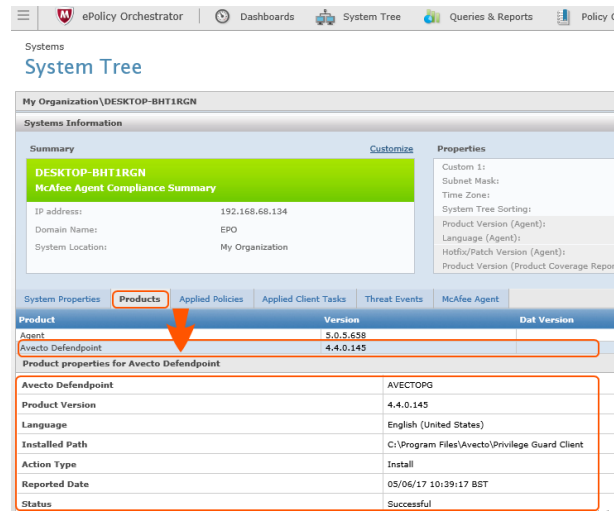 ePolicy Orchestrator Dashboards System Tree Queries & Reports Policy
Systems
System Tree
My Organization\DESKTOP-BHT1RGN
Systems Information
Summary Customize Properties
DESKTOP-BHT1RGN
McAfee Agent Compliance Summary
Custom 1:
Subnet Mask:
Time Zone:
IP address: 192.168.68.134 System Tree Sorting:
Product Version (Agent):
Domain Name: EPO
Language (Agent):
System Location: My Organization
Hotfix/Patch Version (Agent):
Product Version (Product Coverage Repo
System Properties Products Applied Policies Applied Client Tasks Threat Events McAfee Agent
Product Version Dat Version
Agent 5.0.5.658
Avecto Defendpoint 4.4.0.145
Product properties for Avecto Defendpoint
Avecto Defendpoint AVECTOPG
Product Version 4.4.0.145
Language English (United States)
Installed Path C:\Program Files\Avecto\Privilege Guard Client
Action Type Install
Reported Date 05/06/17 10:39:17 BST
Status Successful